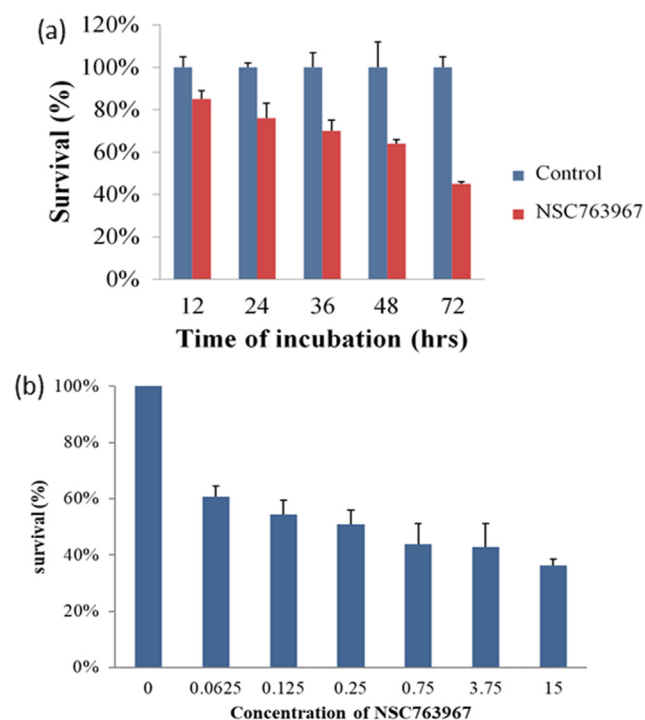 (a)
120%
100%
80%
60%
40%
20%
0%
Survival (%)
12 24 36 48 72
Time of incubation (hrs)
Control
NSC763967
(b)
100%
80%
60%
40%
20%
0%
survival (%)
0 0.0625 0.125 0.25 0.75 3.75 15
Concentration of NSC763967